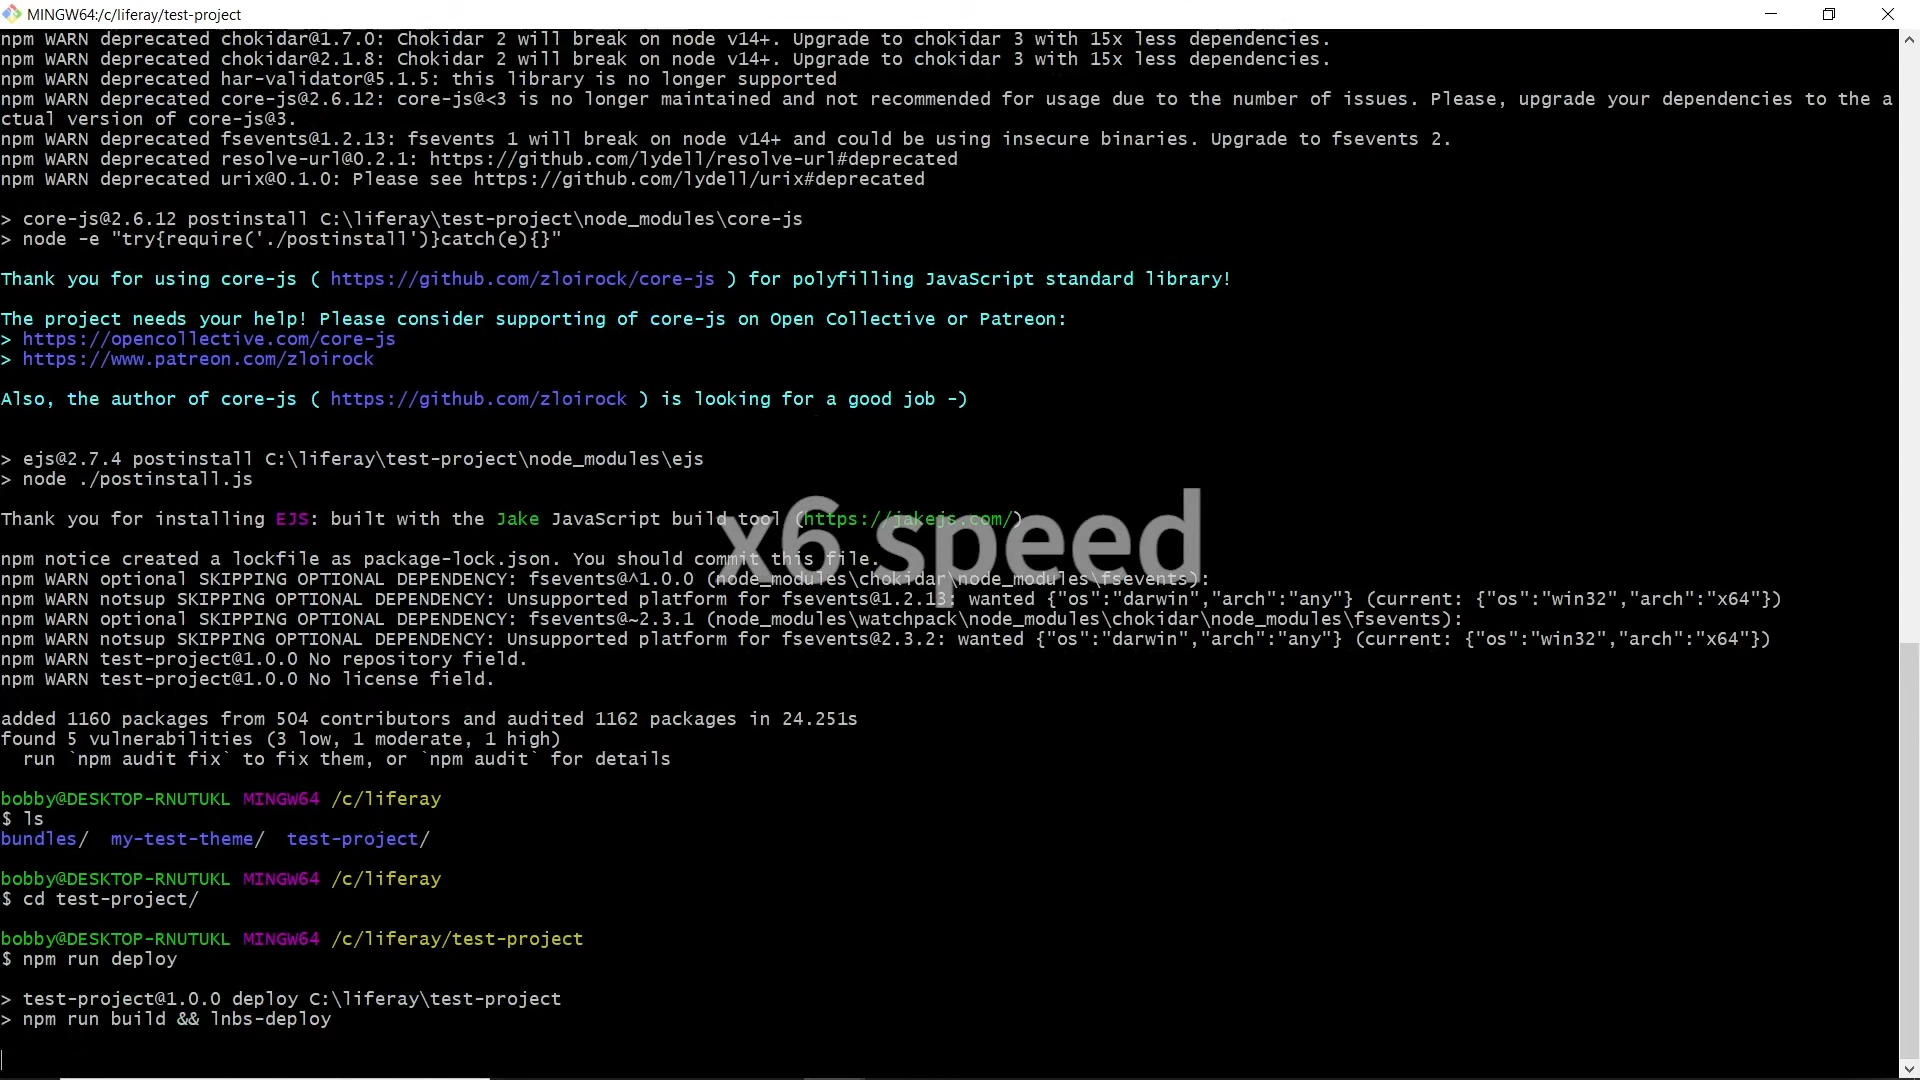 MINGW64:/c/liferay/test-project
npm WARN deprecated chokidar@1.7.0: Chokidar 2 will break on node v14+. Upgrade to chokidar 3 with 15x less dependencies.
npm WARN deprecated chokidar@2.1.8: Chokidar 2 will break on node v14+. Upgrade to chokidar 3 with 15x less dependencies.
npm WARN deprecated har-validator@5.1.5: this library is no longer supported
npm WARN deprecated core-js@2.6.12: core-js@<3 is no longer maintained and not recommended for usage due to the number of issues. Please, upgrade your dependencies to the a
ctual version of core-js@3.
npm WARN deprecated fsevents@1.2.13: fsevents 1 will break on node v14+ and could be using insecure binaries. Upgrade to fsevents 2.
npm WARN deprecated resolve-url@0.2.1: https://github.com/lydell/resolve-url#deprecated
npm WARN deprecated urix@0.1.0: Please see https://github.com/lydell/urix#deprecated
> core-js@2.6.12 postinstall C:\liferay\test-project\node_modules\core-js
> node -e "try{require('./postinstall')}catch(e){}"
Thank you for using core-js ( https://github.com/zloirock/core-js ) for polyfilling JavaScript standard library!
The project needs your help! Please consider supporting of core-js on Open Collective or Patreon:
> https://opencollective.com/core-js
> https://www.patreon.com/zloirock
Also, the author of core-js ( https://github.com/zloirock ) is looking for a good job -)
> ejs@2.7.4 postinstall C:\liferay\test-project\node_modules\ejs
> node ./postinstall.js
Thank you for installing EJS: built with the Jake JavaScript build tool (https://jakejs.com/)
x6 speed
npm notice created a lockfile as package-lock.json. You should commit this file.
npm WARN optional SKIPPING OPTIONAL DEPENDENCY: fsevents@^1.0.0 (node_modules\chokidar\node_modules\fsevents):
npm WARN notsup SKIPPING OPTIONAL DEPENDENCY: Unsupported platform for fsevents@1.2.13: wanted {"os":"darwin","arch":"any"} (current: {"os":"win32","arch":"x64"})
npm WARN optional SKIPPING OPTIONAL DEPENDENCY: fsevents@~2.3.1 (node_modules\watchpack\node_modules\chokidar\node_modules\fsevents):
npm WARN notsup SKIPPING OPTIONAL DEPENDENCY: Unsupported platform for fsevents@2.3.2: wanted {"os":"darwin","arch":"any"} (current: {"os":"win32","arch":"x64"})
npm WARN test-project@1.0.0 No repository field.
npm WARN test-project@1.0.0 No license field.
added 1160 packages from 504 contributors and audited 1162 packages in 24.251s
found 5 vulnerabilities (3 low, 1 moderate, 1 high)
run `npm audit fix` to fix them, or `npm audit` for details
bobby@DESKTOP-RNUTUKL MINGW64 /c/liferay
$ ls
bundles/ my-test-theme/ test-project/
bobby@DESKTOP-RNUTUKL MINGW64 /c/liferay
$ cd test-project/
bobby@DESKTOP-RNUTUKL MINGW64 /c/liferay/test-project
$ npm run deploy
> test-project@1.0.0 deploy C:\liferay\test-project
> npm run build && lnbs-deploy